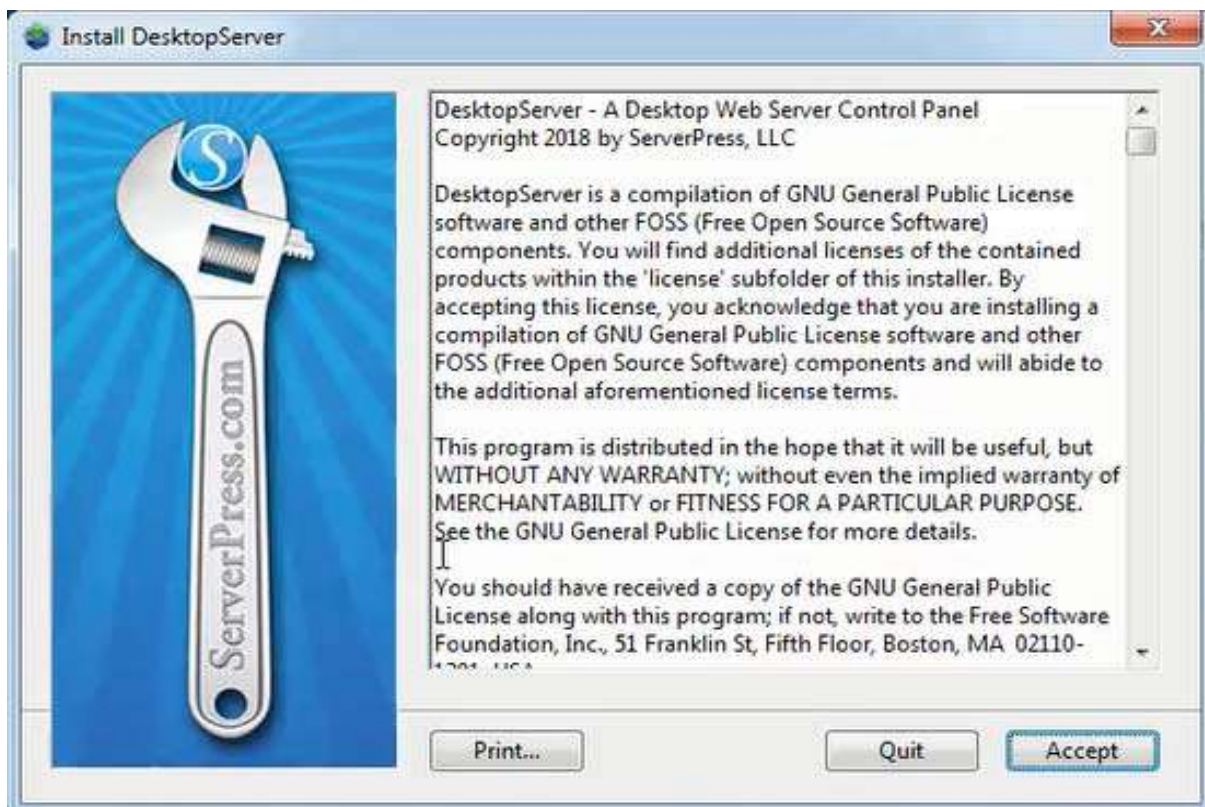 Install DesktopServer
DesktopServer - A Desktop Web Server Control Panel
Copyright 2018 by ServerPress, LLC
DesktopServer is a compilation of GNU General Public License
software and other FOSS (Free Open Source Software)
components. You will find additional licenses of the contained
products within the 'license' subfolder of this installer. By
accepting this license, you acknowledge that you are installing a
compilation of GNU General Public License software and other
FOSS (Free Open Source Software) components and will abide to
the additional aforementioned license terms.
This program is distributed in the hope that it will be useful, but
WITHOUT ANY WARRANTY; without even the implied warranty of
MERCHANTABILITY or FITNESS FOR A PARTICULAR PURPOSE.
See the GNU General Public License for more details.
You should have received a copy of the GNU General Public
License along with this program; if not, write to the Free Software
Foundation, Inc., 51 Franklin St, Fifth Floor, Boston, MA 02110-
S
ServerPress.com
Print...
Quit
Accept